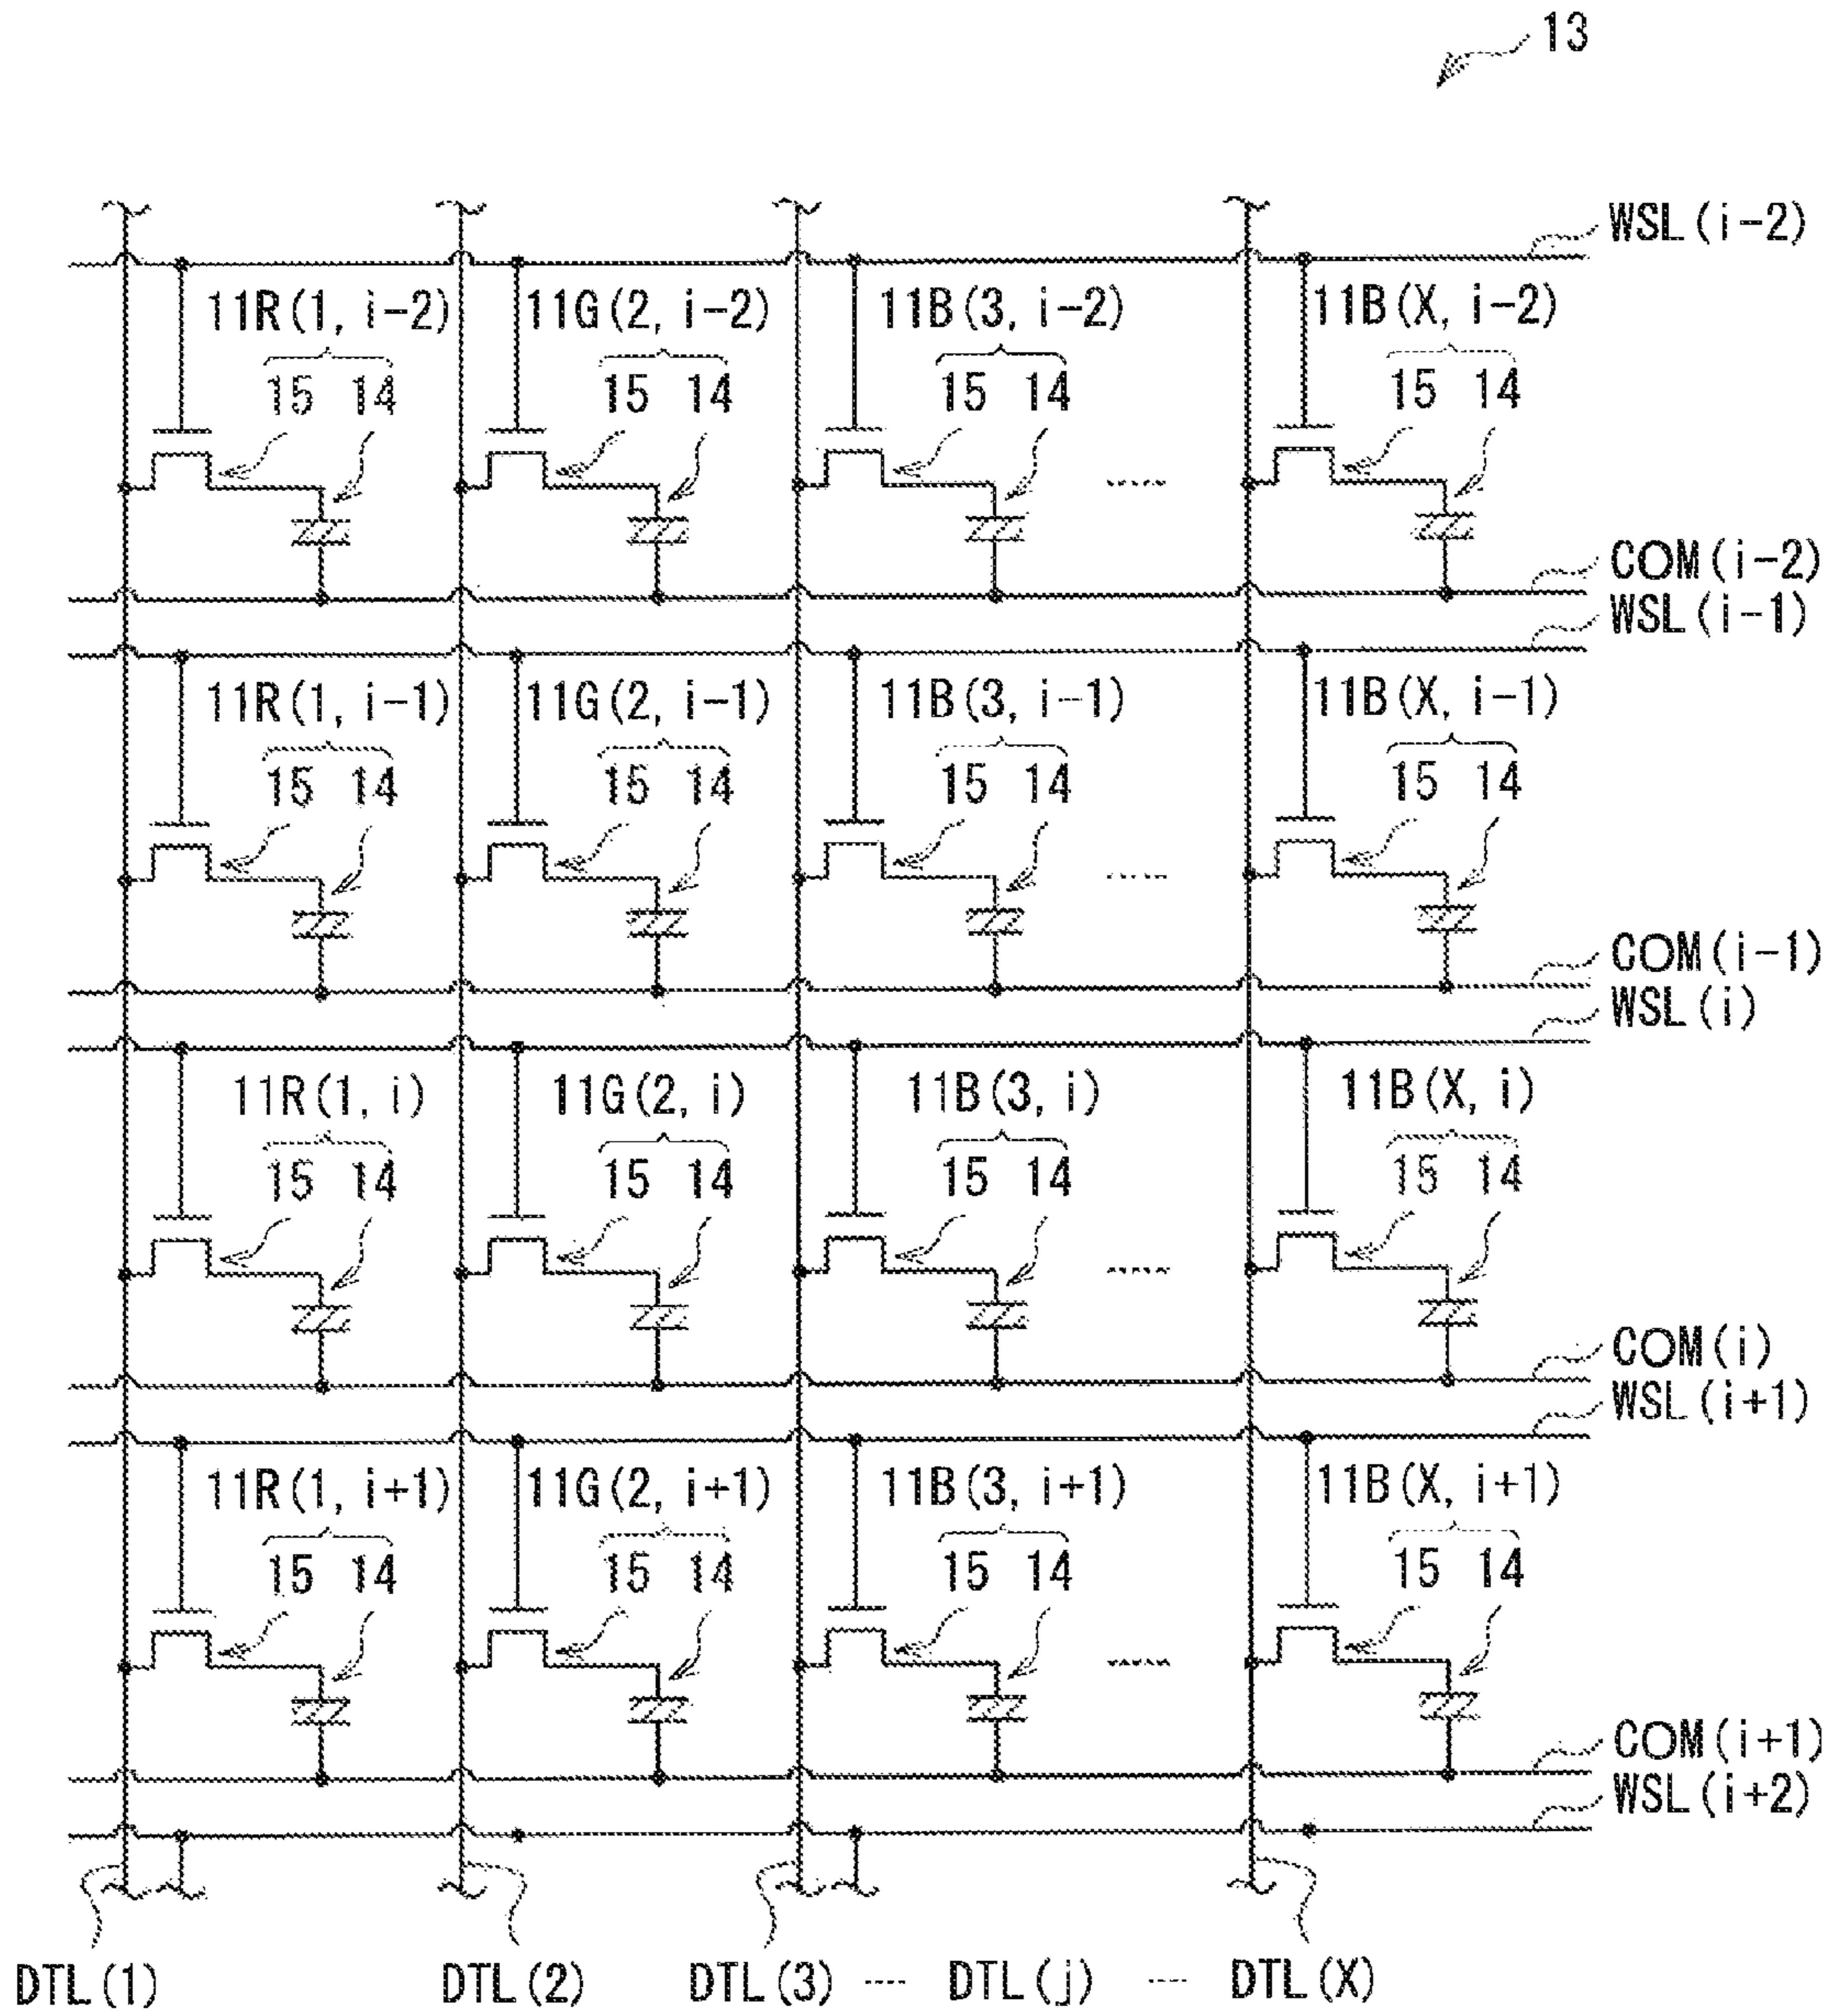 13
WSL(i-2)
11R(1, i-2) 11G(2, i-2) 11B(3, i-2) 11B(X, i-2)
15 14 15 14 15 14 15 14
COM(i-2)
WSL(i-1)
11R(1, i-1) 11G(2, i-1) 11B(3, i-1) 11B(X, i-1)
15 14 15 14 15 14 15 14
COM(i-1)
WSL(i)
11R(1, i) 11G(2, i) 11B(3, i) 11B(X, i)
15 14 15 14 15 14 15 14
COM(i)
WSL(i+1)
11R(1, i+1) 11G(2, i+1) 11B(3, i+1) 11B(X, i+1)
15 14 15 14 15 14 15 14
COM(i+1)
WSL(i+2)
DTL(1) DTL(2) DTL(3) ---- DTL(j) ---- DTL(X)